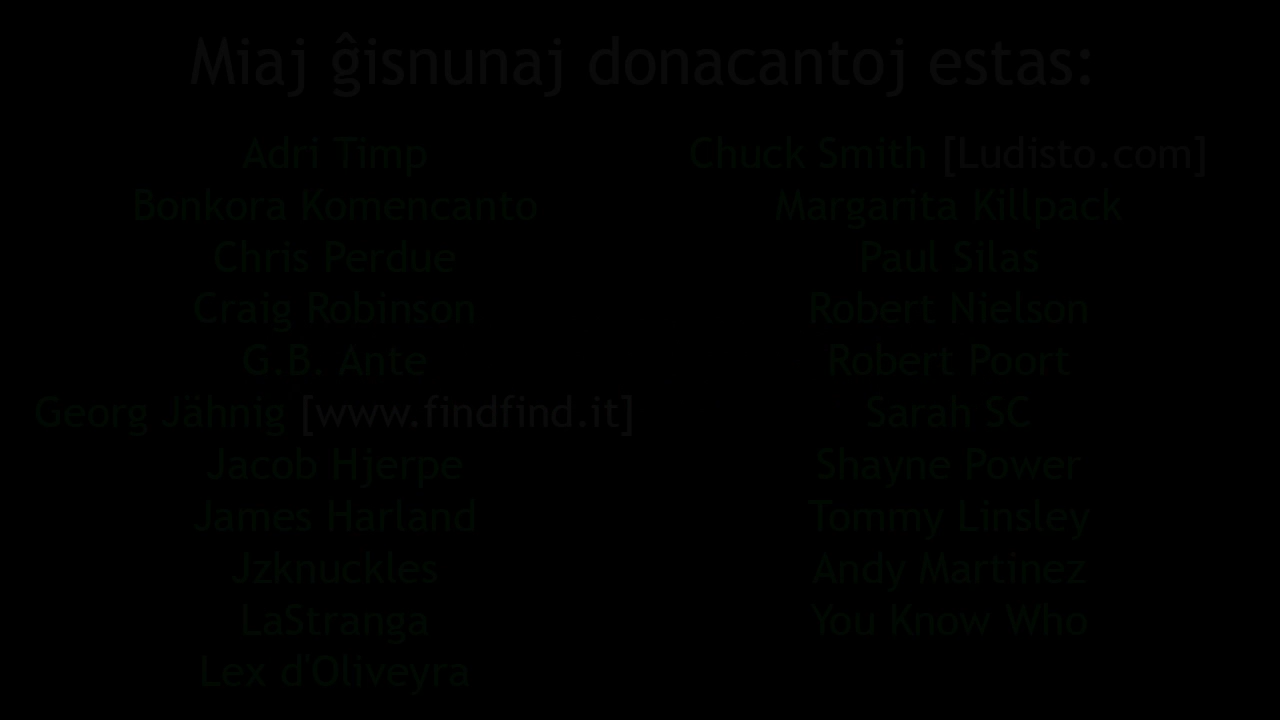 Miaj ĝisnunaj donacantoj estas:
Adri Timp
Bonkora Komencanto
Chris Perdue
Craig Robinson
G.B. Ante
Georg Jähnig [www.findfind.it]
Jacob Hjerpe
James Harland
Jzknuckles
LaStranga
Lex d'Oliveyra
Chuck Smith [Ludisto.com]
Margarita Killpack
Paul Silas
Robert Nielson
Robert Poort
Sarah SC
Shayne Power
Tommy Linsley
Andy Martinez
You Know Who